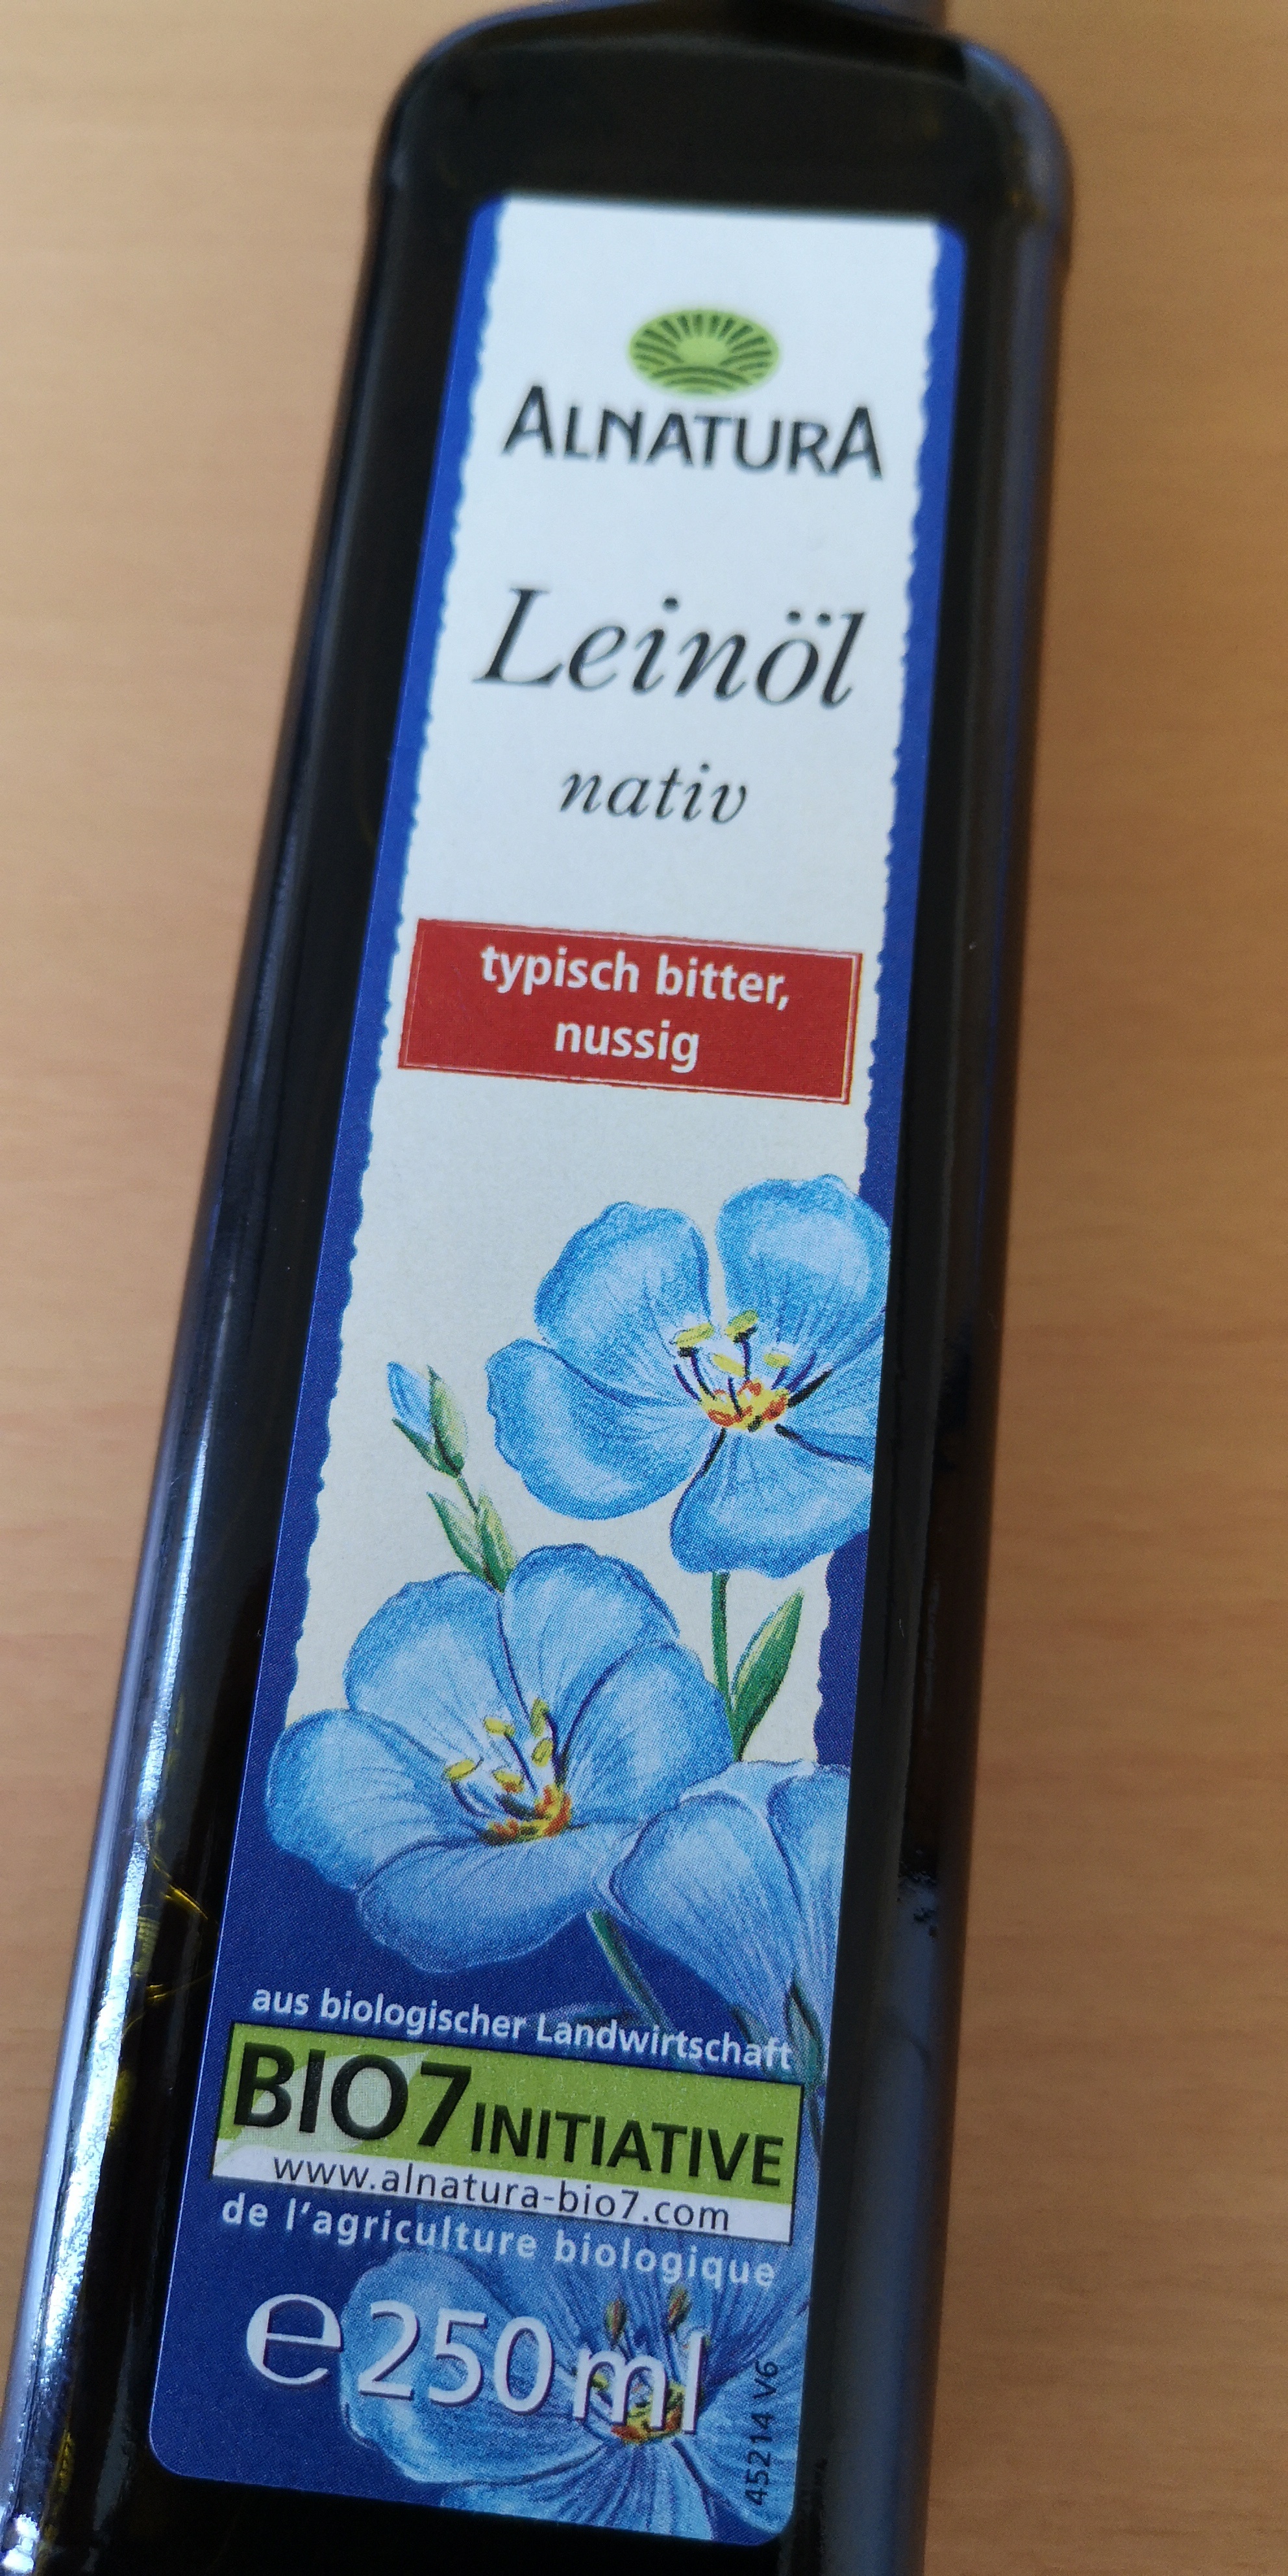 ALNATURA
Leinöl
nativ
typisch bitter,
nussig
aus biologischer Landwirtschaft
BIO7 INITIATIVE
www.alnatura-bio7.com
de l'agriculture biologique
e 250 ml
45214 V6